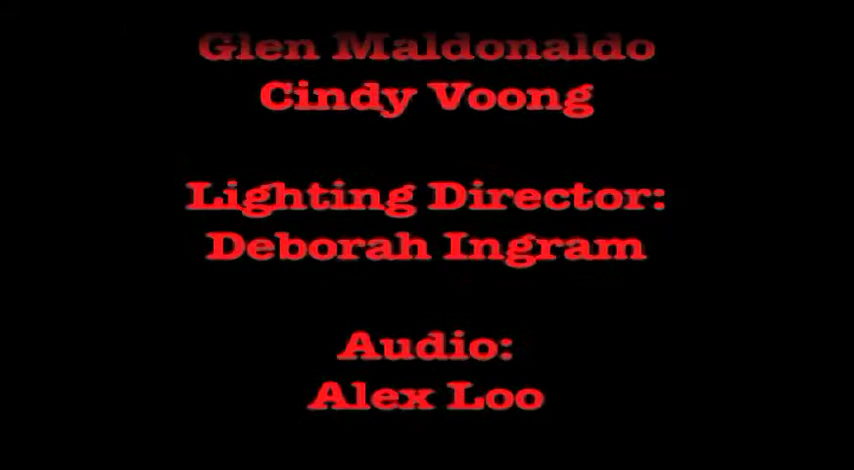 Glen Maldonaldo
Cindy Voong
Lighting Director:
Deborah Ingram
Audio:
Alex Loo